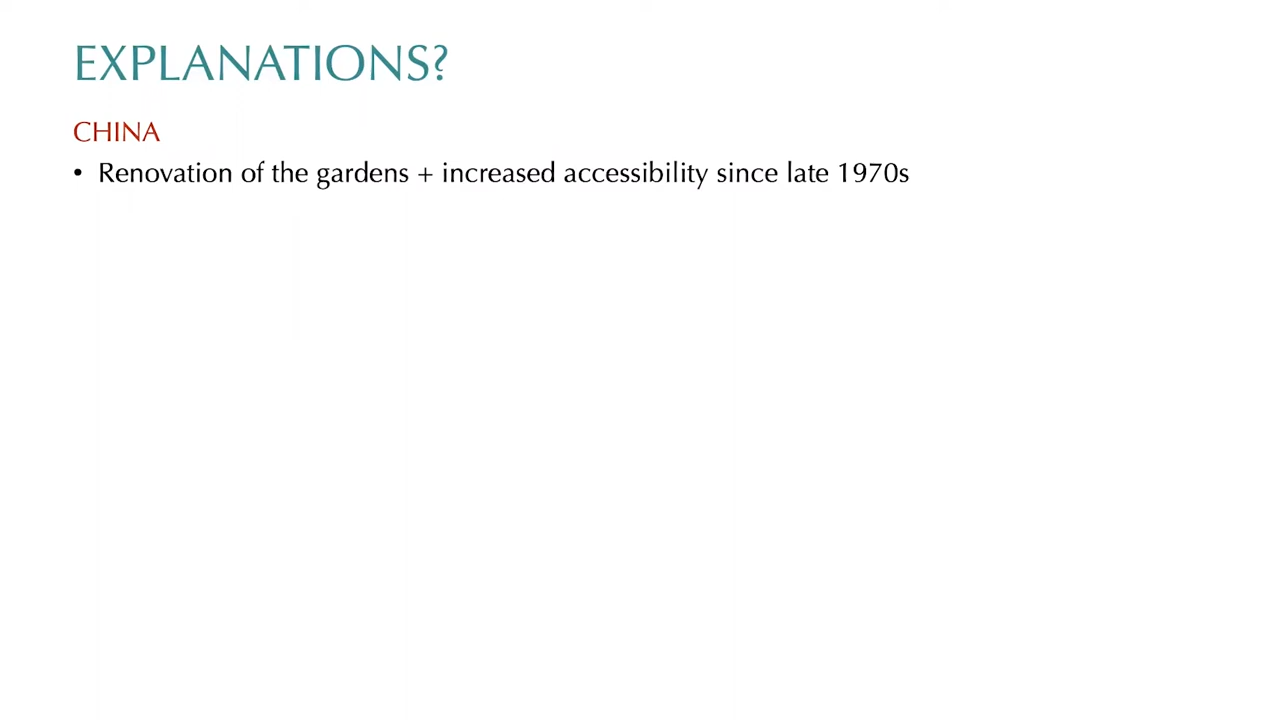 EXPLANATIONS?
CHINA
• Renovation of the gardens + increased accessibility since late 1970s